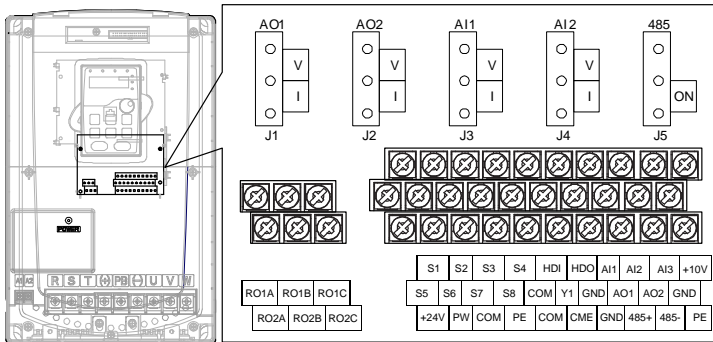 AO1 AO2 AI1 AI2 485
V V V V
I I I I ON
J1 J2 J3 J4 J5
POWER
R S T (+) PB (-) U V W
S1 S2 S3 S4 HDI HDO AI1 AI2 AI3 +10V
RO1A RO1B RO1C
S5 S6 S7 S8 COM Y1 GND AO1 AO2 GND
RO2A RO2B RO2C
+24V PW COM PE COM CME GND 485+ 485- PE